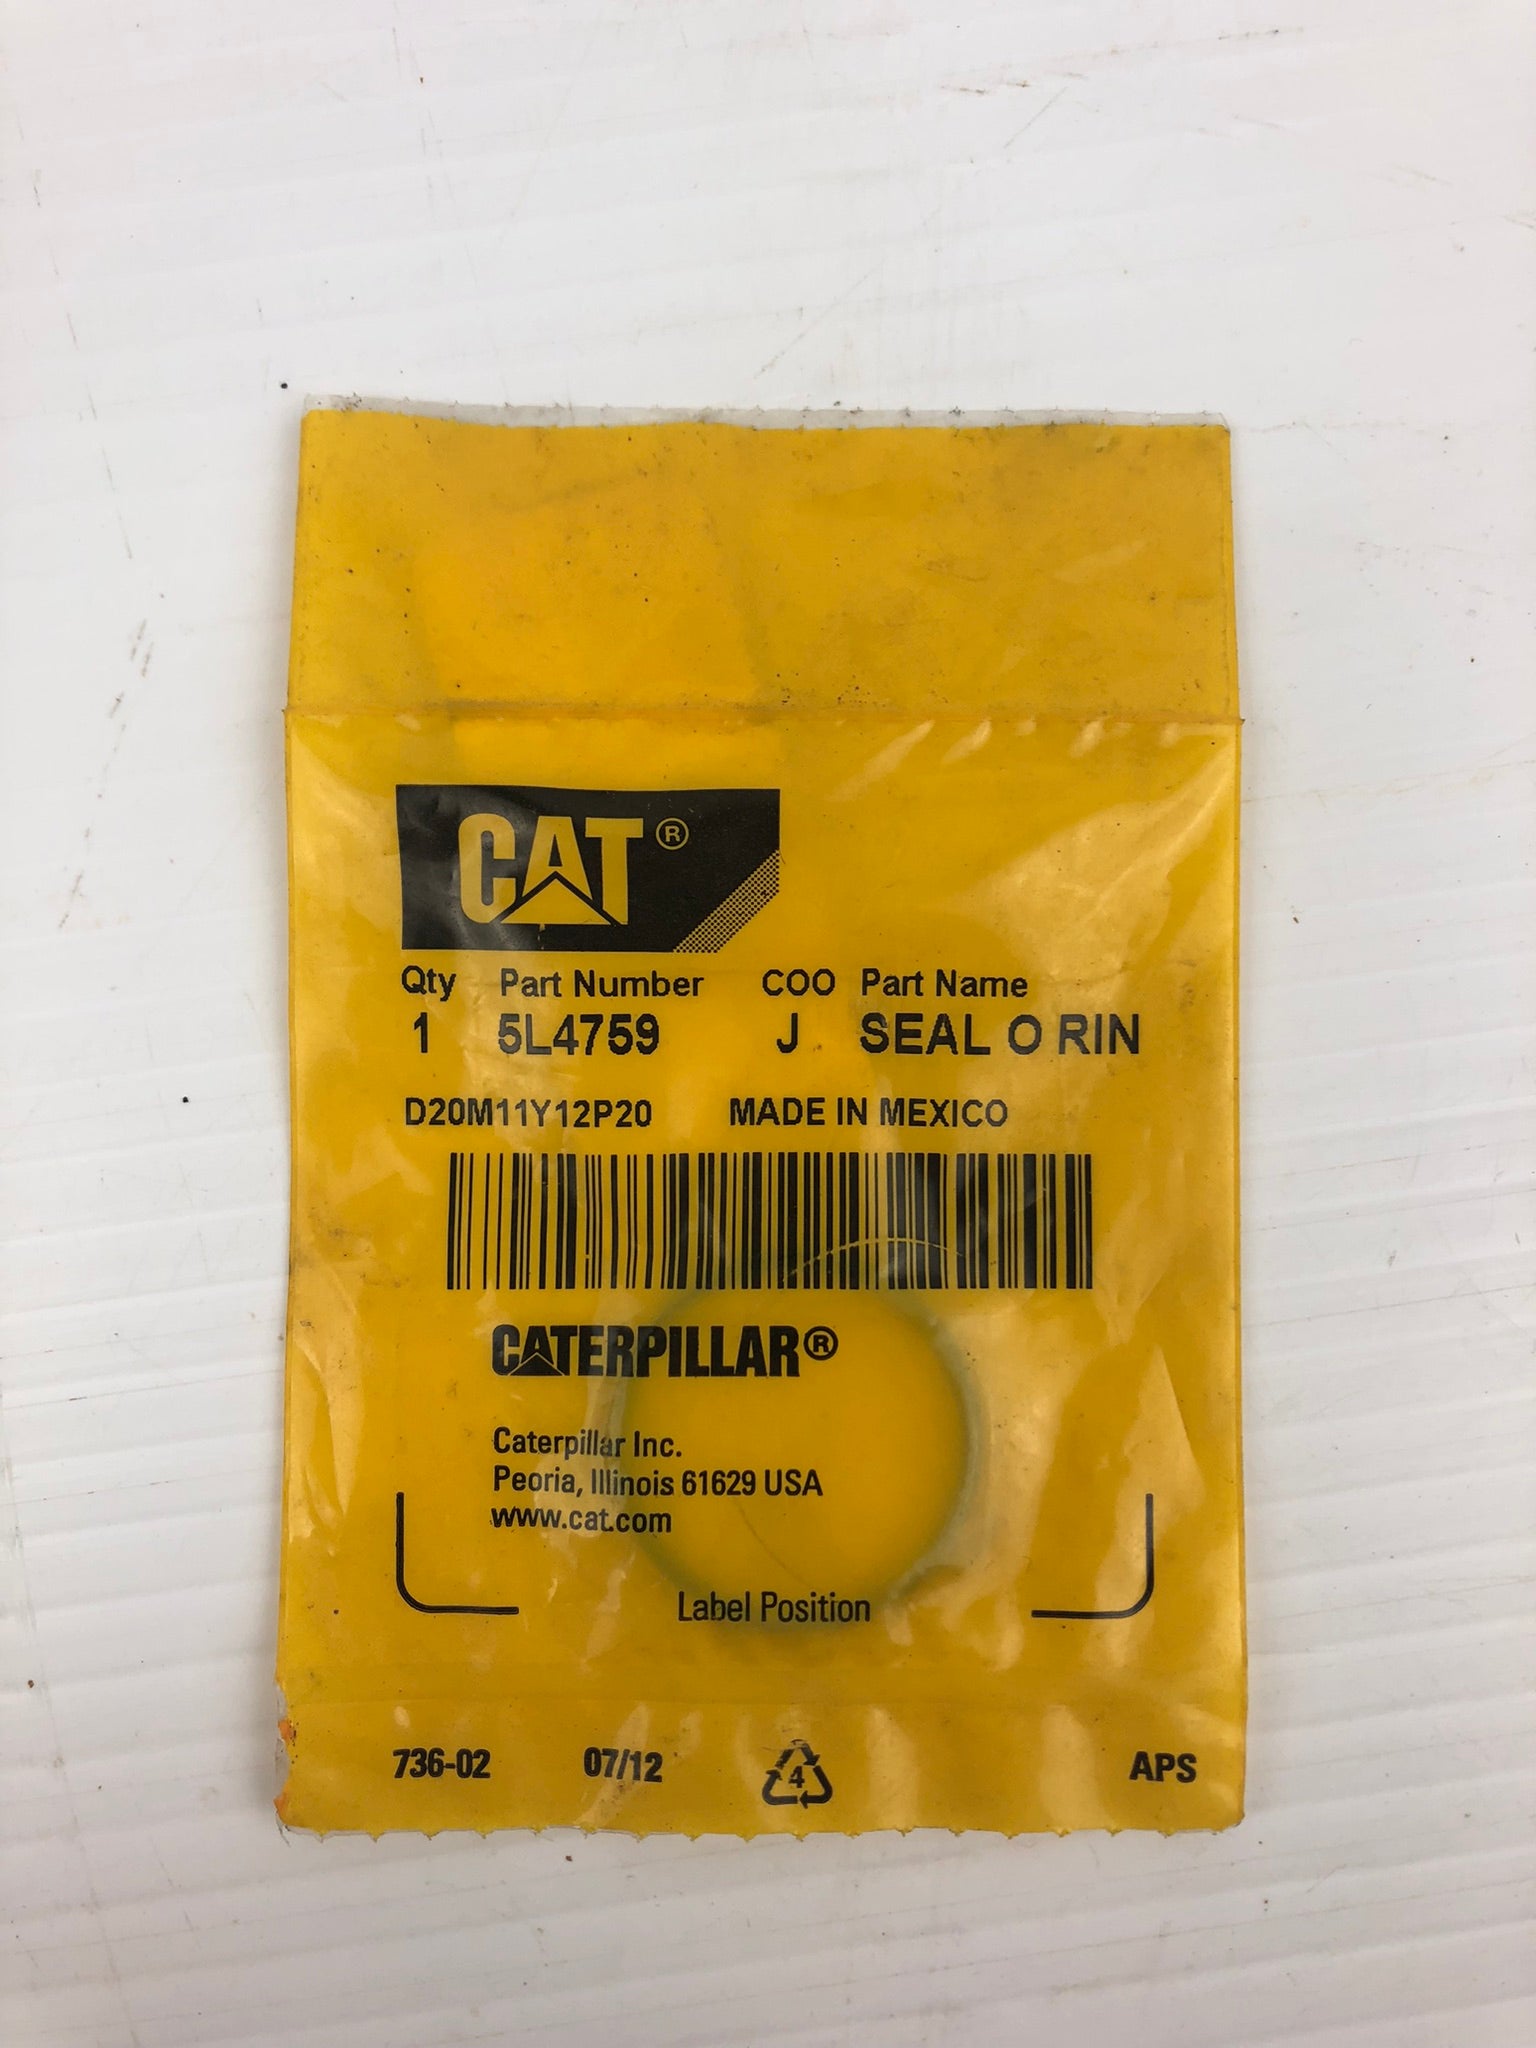 CAT®
Qty Part Number COO Part Name
1 5L4759 J SEAL O RIN
D20M11Y12P20 MADE IN MEXICO
CATERPILLAR®
Caterpillar Inc.
Peoria, Illinois 61629 USA
www.cat.com
Label Position
736-02 07/12 4 APS